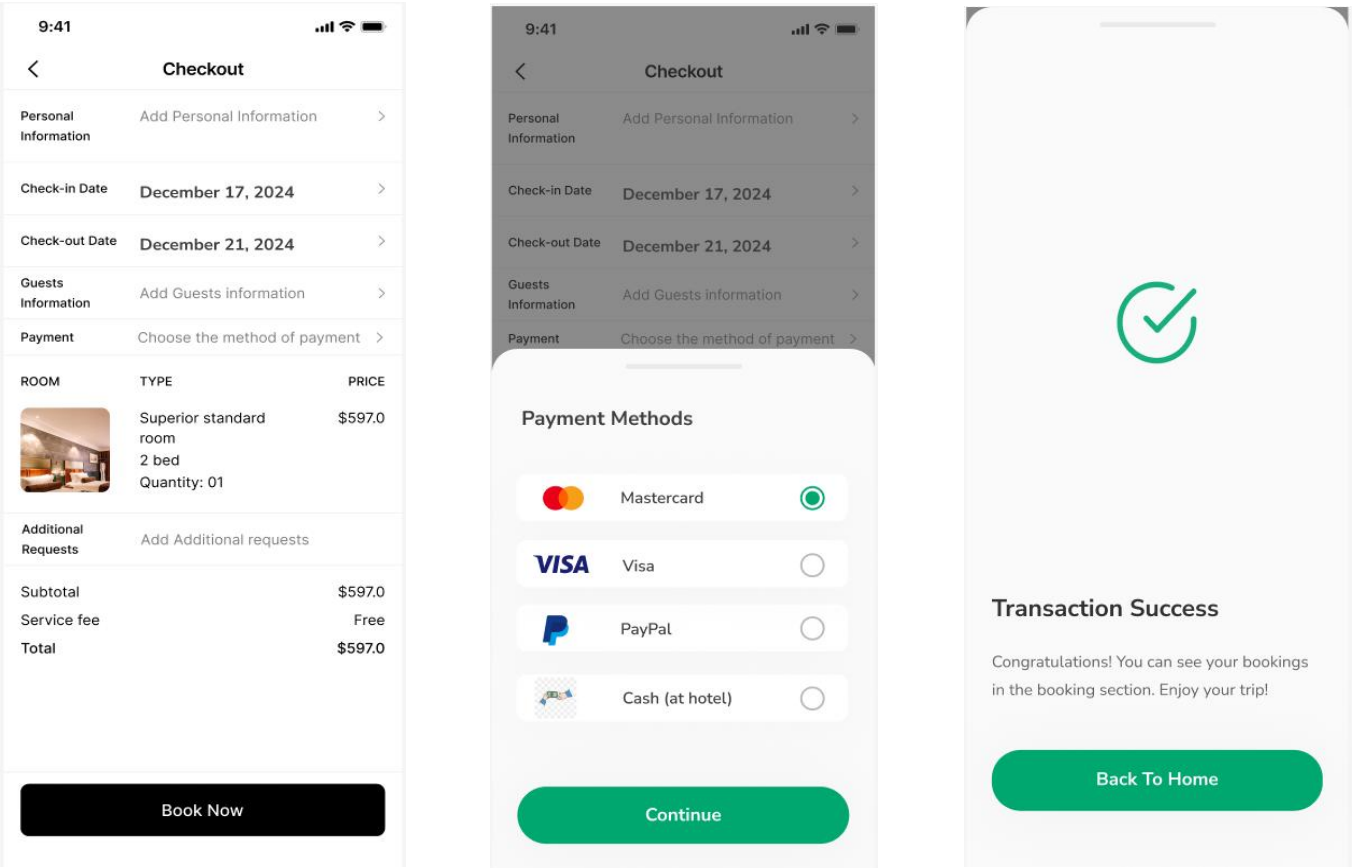 9:41
Checkout
Personal
Information
Add Personal Information
Check-in Date
December 17, 2024
Check-out Date
December 21, 2024
Guests
Information
Add Guests information
Payment
Choose the method of payment
ROOM TYPE PRICE
Superior standard
room
2 bed
Quantity: 01
$597.0
Additional
Requests
Add Additional requests
Subtotal $597.0
Service fee Free
Total $597.0
Book Now
9:41
Checkout
Personal
Information
Add Personal Information
Check-in Date
December 17, 2024
Check-out Date
December 21, 2024
Guests
Information
Add Guests information
Payment
Choose the method of payment
Payment Methods
Mastercard
VISA Visa
PayPal
Cash (at hotel)
Continue
Transaction Success
Congratulations! You can see your bookings
in the booking section. Enjoy your trip!
Back To Home